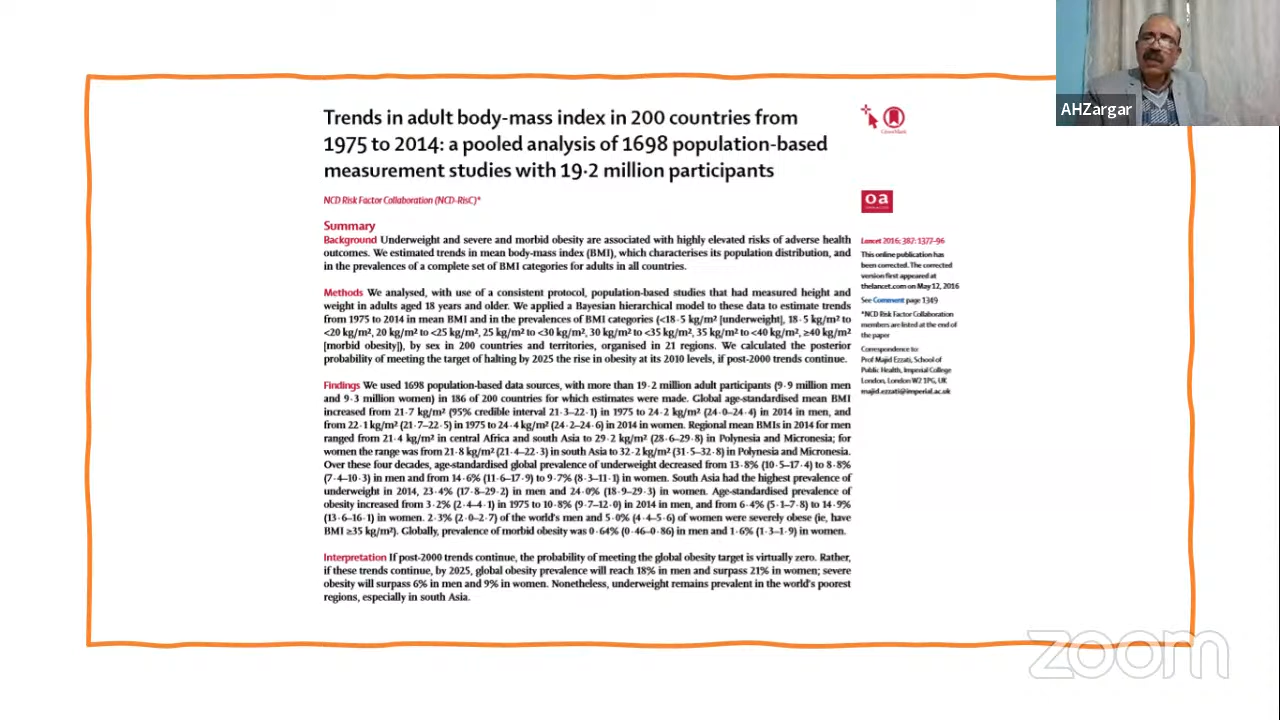 AHZargar
Trends in adult body-mass index in 200 countries from
1975 to 2014: a pooled analysis of 1698 population-based
measurement studies with 19·2 million participants
NCD Risk Factor Collaboration (NCD-RisC)*
Summary
Background Underweight and severe and morbid obesity are associated with highly elevated risks of adverse health
outcomes. We estimated trends in mean body-mass index (BMI), which characterises its population distribution, and
in the prevalences of a complete set of BMI categories for adults in all countries.
Methods We analysed, with use of a consistent protocol, population-based studies that had measured height and
weight in adults aged 18 years and older. We applied a Bayesian hierarchical model to these data to estimate trends
from 1975 to 2014 in mean BMI and in the prevalences of BMI categories (<18·5 kg/m² [underweight], 18·5 kg/m² to
<20 kg/m², 20 kg/m² to <25 kg/m², 25 kg/m² to <30 kg/m², 30 kg/m² to <35 kg/m², 35 kg/m² to <40 kg/m², ≥40 kg/m²
[morbid obesity]), by sex in 200 countries and territories, organised in 21 regions. We calculated the posterior
probability of meeting the target of halting by 2025 the rise in obesity at its 2010 levels, if post-2000 trends continue.
Findings We used 1698 population-based data sources, with more than 19·2 million adult participants (9·9 million men
and 9·3 million women) in 186 of 200 countries for which estimates were made. Global age-standardised mean BMI
increased from 21·7 kg/m² (95% credible interval 21·3–22·1) in 1975 to 24·2 kg/m² (24·0–24·4) in 2014 in men, and
from 22·1 kg/m² (21·7–22·5) in 1975 to 24·4 kg/m² (24·2–24·6) in 2014 in women. Regional mean BMIs in 2014 for men
ranged from 21·4 kg/m² in central Africa and south Asia to 29·2 kg/m² (28·6–29·8) in Polynesia and Micronesia; for
women the range was from 21·8 kg/m² (21·4–22·3) in south Asia to 32·2 kg/m² (31·5–32·8) in Polynesia and Micronesia.
Over these four decades, age-standardised global prevalence of underweight decreased from 13·8% (10·5–17·4) to 8·8%
(7·4–10·3) in men and from 14·6% (11·6–17·9) to 9·7% (8·3–11·1) in women. South Asia had the highest prevalence of
underweight in 2014, 23·4% (17·8–29·2) in men and 24·0% (18·9–29·3) in women. Age-standardised prevalence of
obesity increased from 3·2% (2·4–4·1) in 1975 to 10·8% (9·7–12·0) in 2014 in men, and from 6·4% (5·1–7·8) to 14·9%
(13·6–16·1) in women. 2·3% (2·0–2·7) of the world's men and 5·0% (4·4–5·6) of women were severely obese (ie, have
BMI ≥35 kg/m²). Globally, prevalence of morbid obesity was 0·64% (0·46–0·86) in men and 1·6% (1·3–1·9) in women.
Interpretation If post-2000 trends continue, the probability of meeting the global obesity target is virtually zero. Rather,
if these trends continue, by 2025, global obesity prevalence will reach 18% in men and surpass 21% in women; severe
obesity will surpass 6% in men and 9% in women. Nonetheless, underweight remains prevalent in the world's poorest
regions, especially in south Asia.
CrossMark
oa
Lancet 2016; 387: 1377–96
This online publication has
been corrected. The corrected
version first appeared at
thelancet.com on May 12, 2016
See Comment page 1349
*NCD Risk Factor Collaboration
members are listed at the end of
the paper
Correspondence to:
Prof Majid Ezzati, School of
Public Health, Imperial College
London, London W2 1PG, UK
majid.ezzati@imperial.ac.uk
zoom